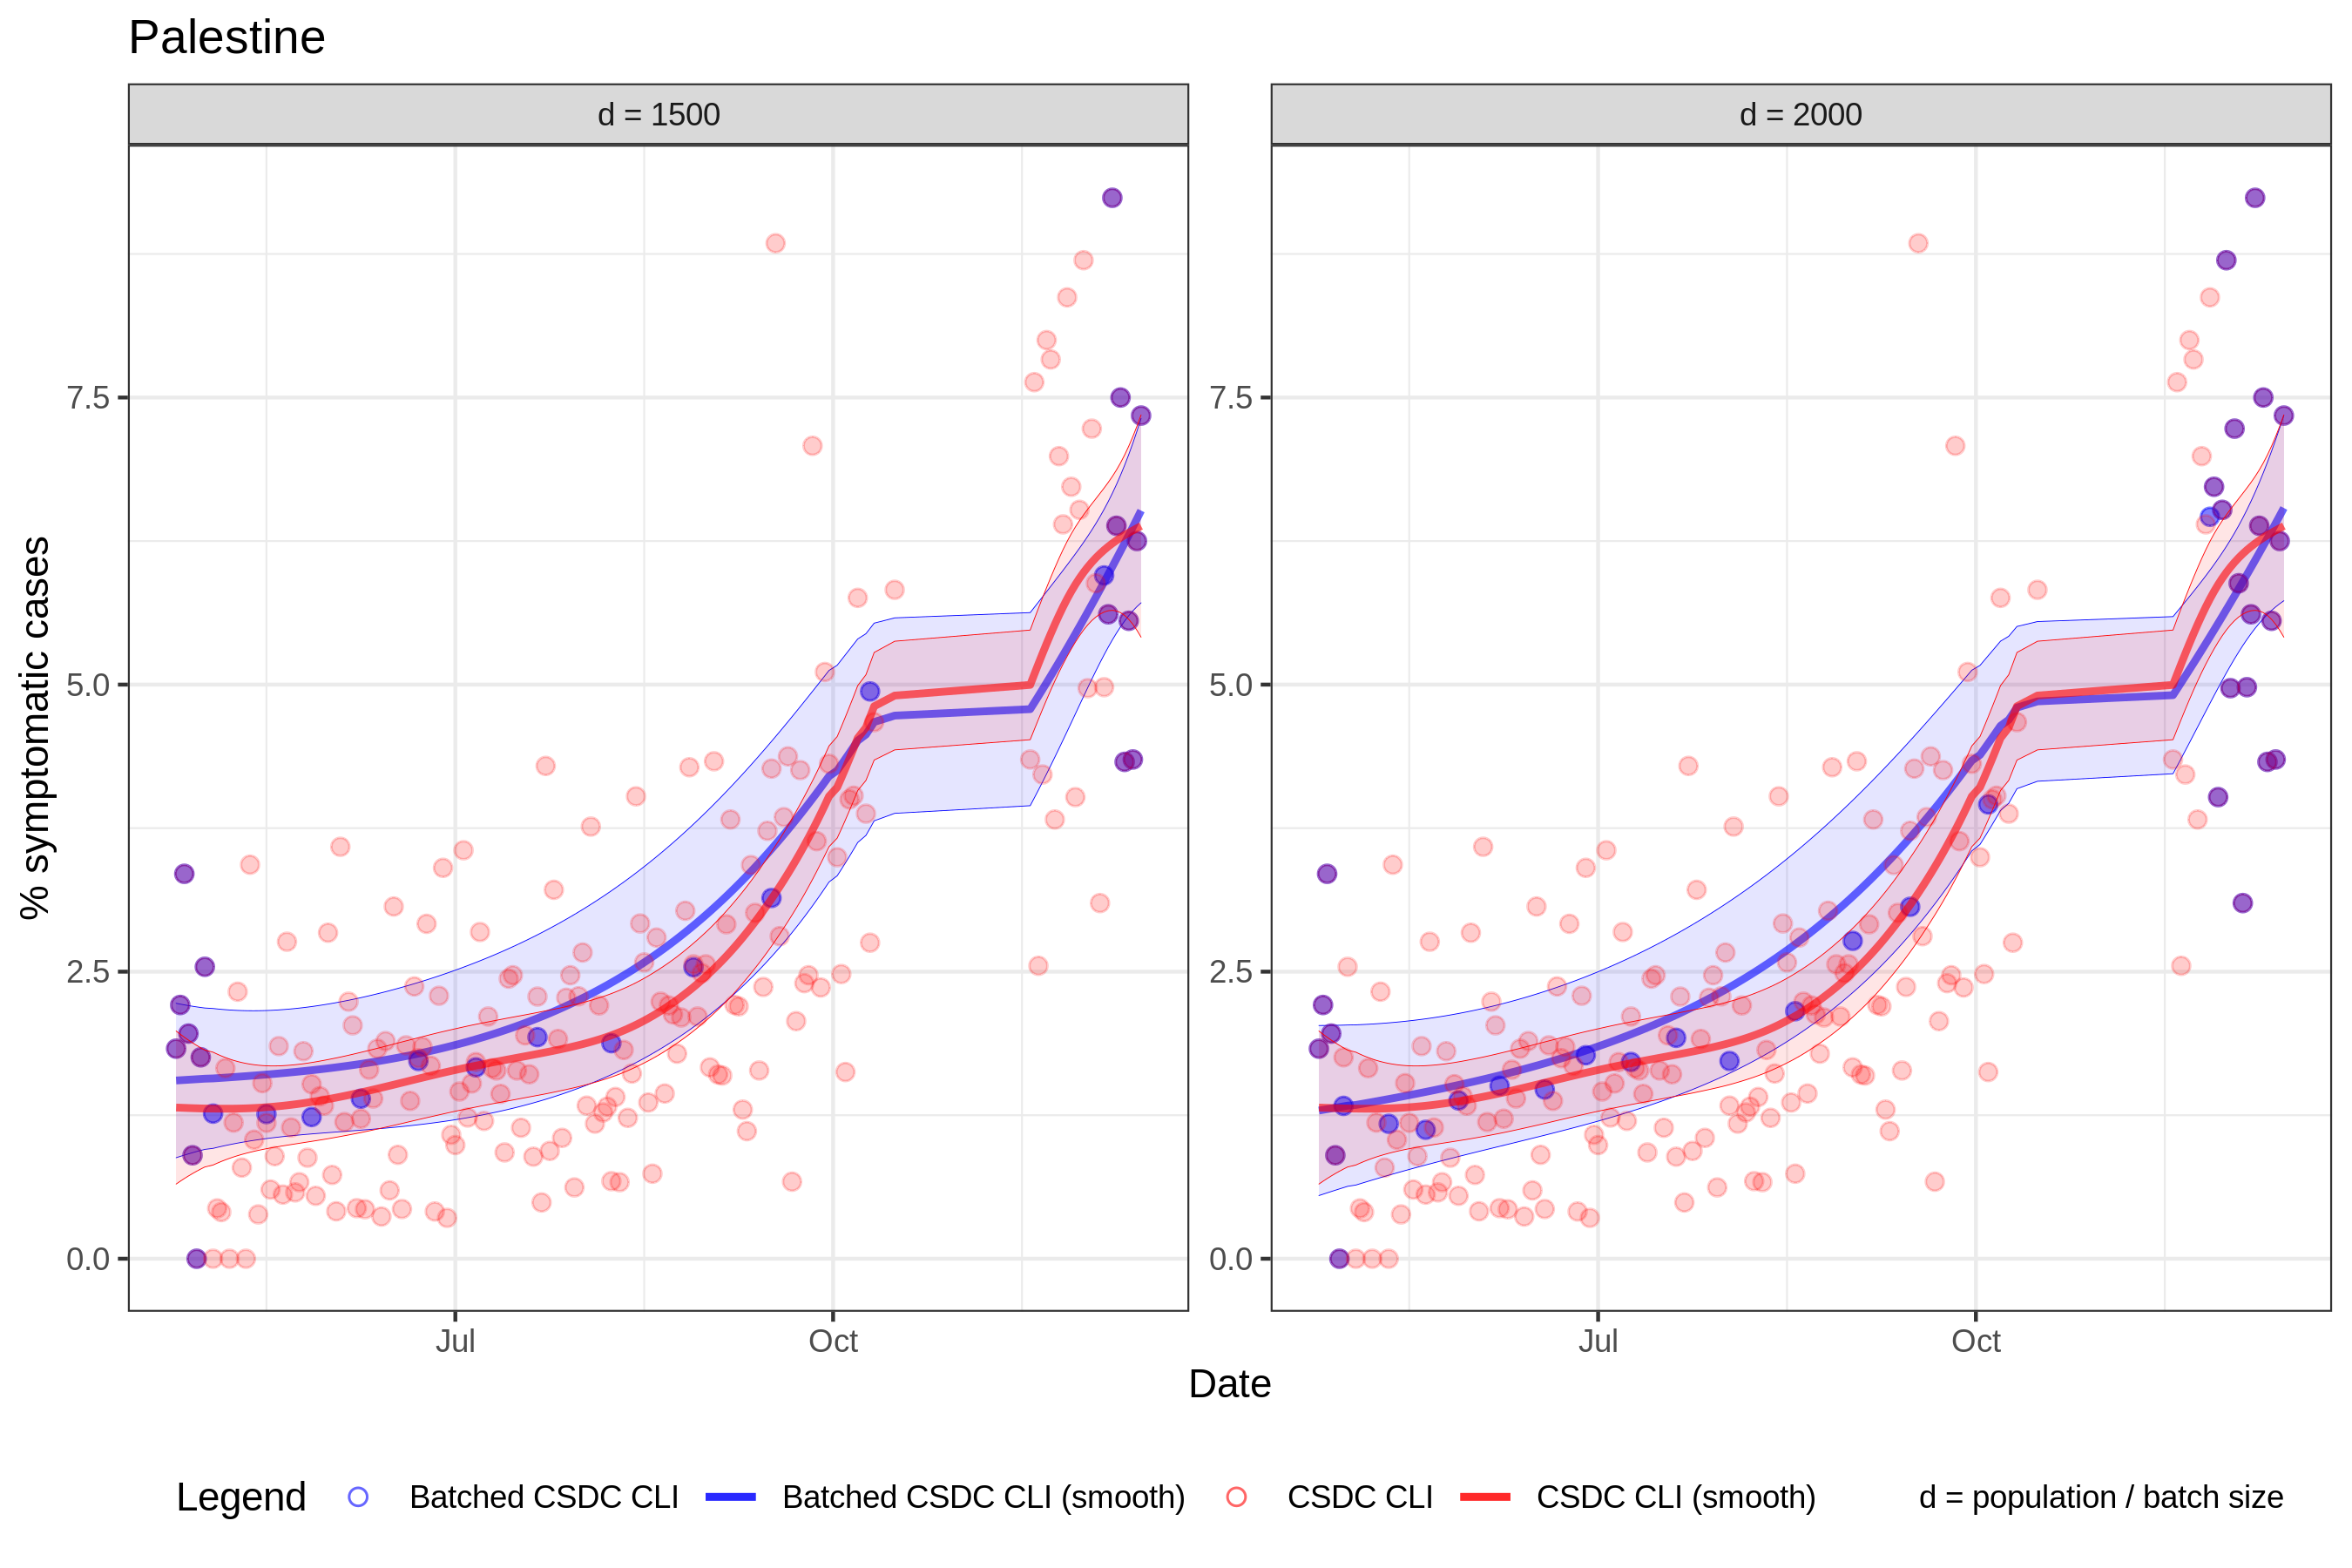 Palestine
d = 1500
d = 2000
% symptomatic cases
7.5
5.0
2.5
0.0
7.5
5.0
2.5
0.0
Jul
Oct
Jul
Oct
Date
Legend
Batched CSDC CLI
Batched CSDC CLI (smooth)
CSDC CLI
CSDC CLI (smooth)
d = population / batch size